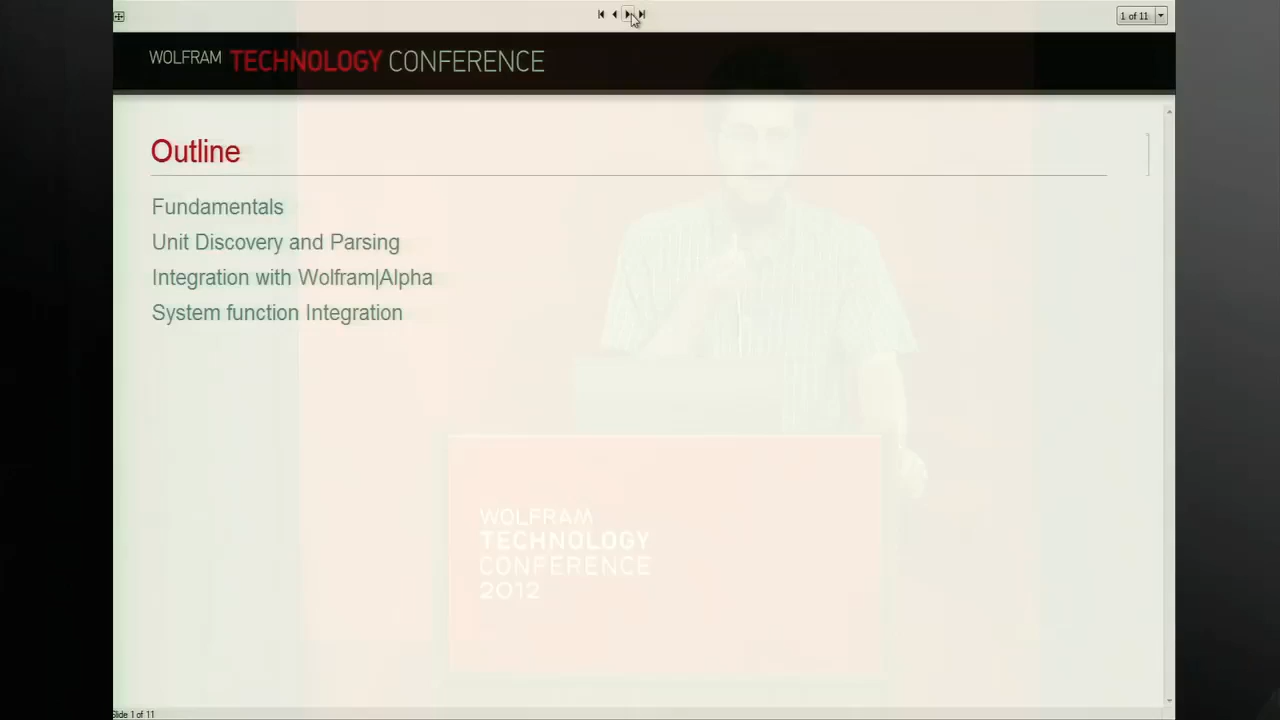 1 of 11
WOLFRAM TECHNOLOGY CONFERENCE
Outline
Fundamentals
Unit Discovery and Parsing
Integration with Wolfram|Alpha
System function Integration
WOLFRAM
TECHNOLOGY
CONFERENCE
2012
Slide 1 of 11